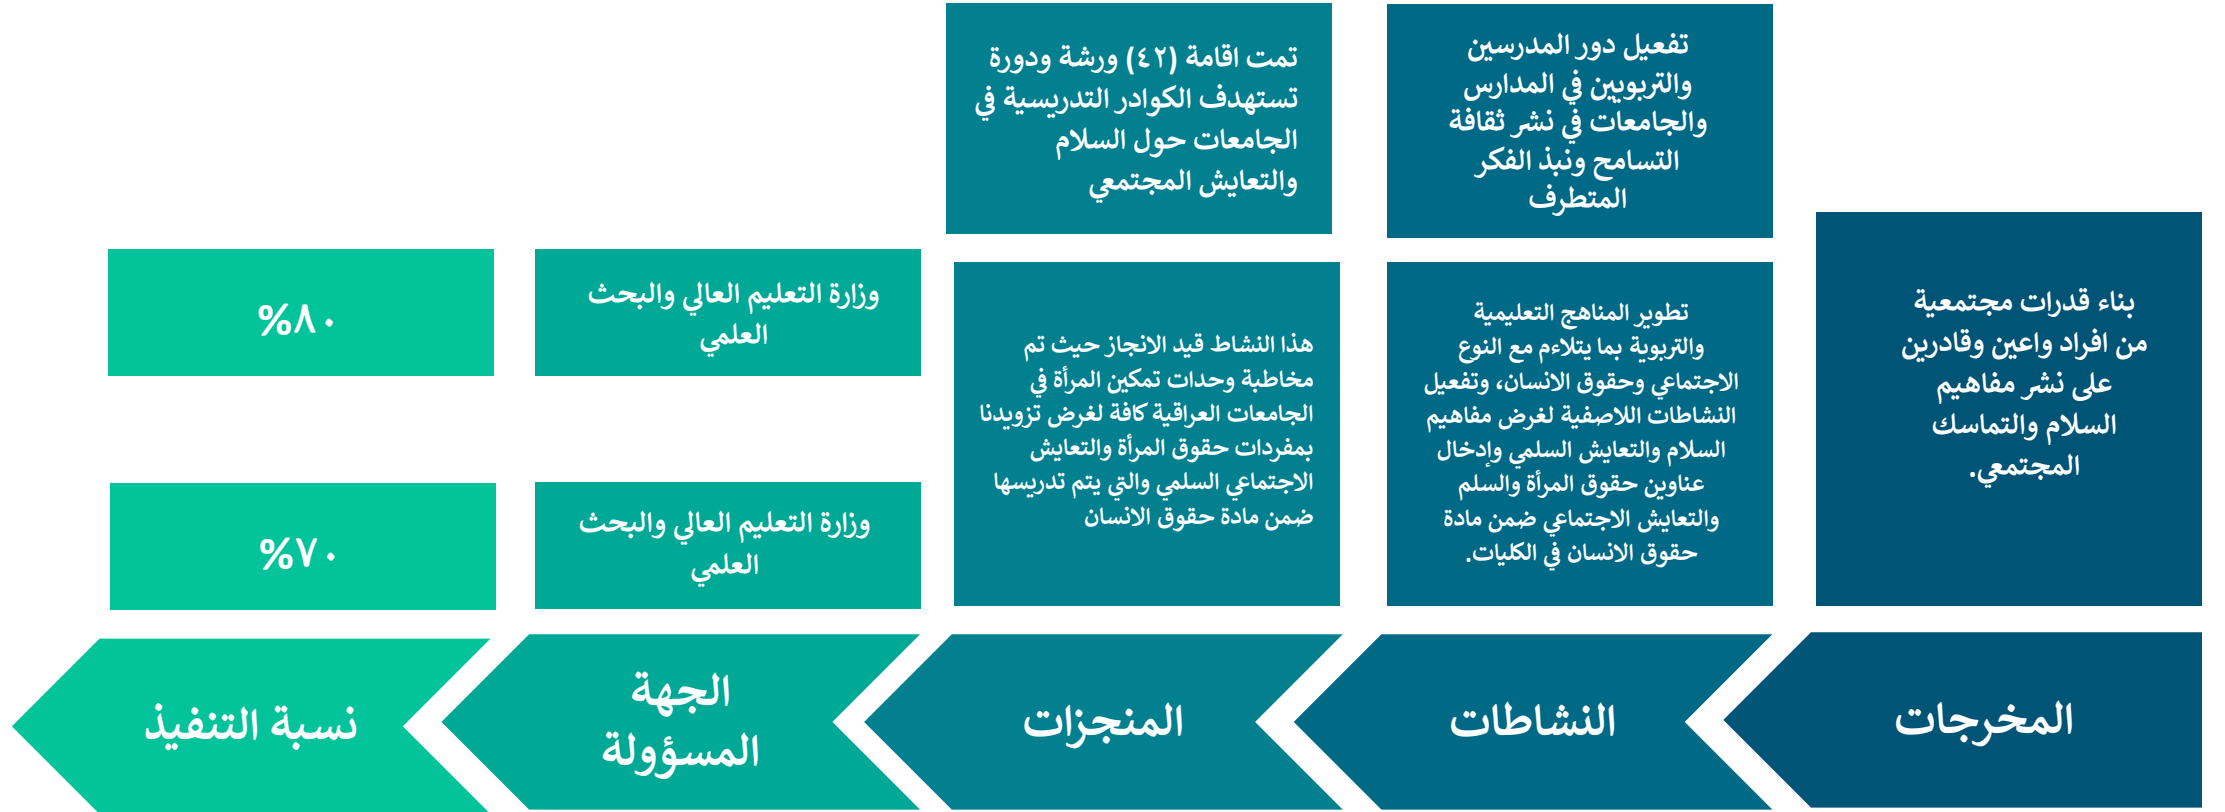 تفعيل دور المدرسين
والتربويين في المدارس
والجامعات في نشر ثقافة
التسامح ونبذ الفكر
المتطرف
تمت اقامة (٤٢) ورشة ودورة
تستهدف الكوادر التدريسية في
الجامعات حول السلام
والتعايش المجتمعي
بناء قدرات مجتمعية
من افراد واعين وقادرين
على نشر مفاهيم
السلام والتماسك
المجتمعي.
وزارة التعليم العالي والبحث
العلمي
%٨٠
تطوير المناهج التعليمية
والتربوية بما يتلاءم مع النوع
الاجتماعي وحقوق الانسان، وتفعيل
النشاطات اللاصفية لغرض مفاهيم
السلام والتعايش السلمي وإدخال
عناوين حقوق المرأة والسلم
والتعايش الاجتماعي ضمن مادة
حقوق الانسان في الكليات.
هذا النشاط قيد الانجاز حيث تم
مخاطبة وحدات تمكين المرأة في
الجامعات العراقية كافة لغرض تزويدنا
بمفردات حقوق المرأة والتعايش
الاجتماعي السلمي والتي يتم تدريسها
ضمن مادة حقوق الانسان
وزارة التعليم العالي والبحث
العلمي
%٧٠
المخرجات
النشاطات
المنجزات
الجهة
المسؤولة
نسبة التنفيذ